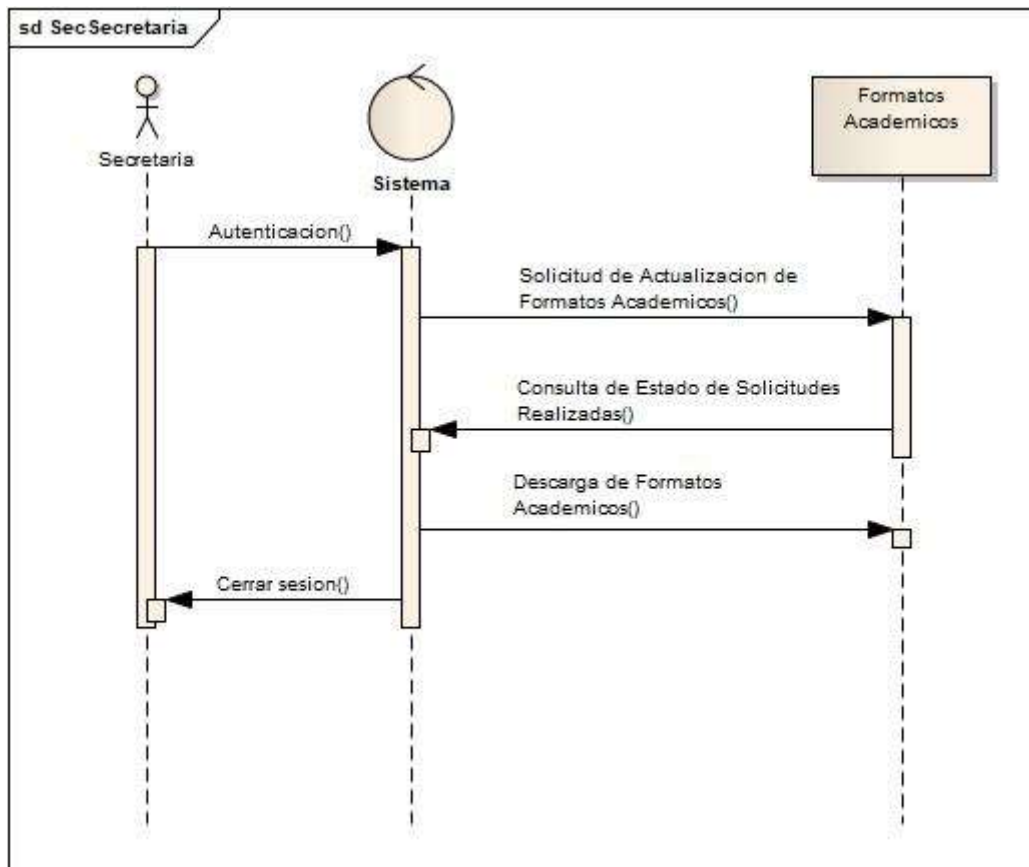 sd SecSecretaria
Secretaria
Sistema
Formatos
Academicos
Autenticacion()
Solicitud de Actualizacion de
Formatos Academicos()
Consulta de Estado de Solicitudes
Realizadas()
Descarga de Formatos
Academicos()
Cerrar sesion()